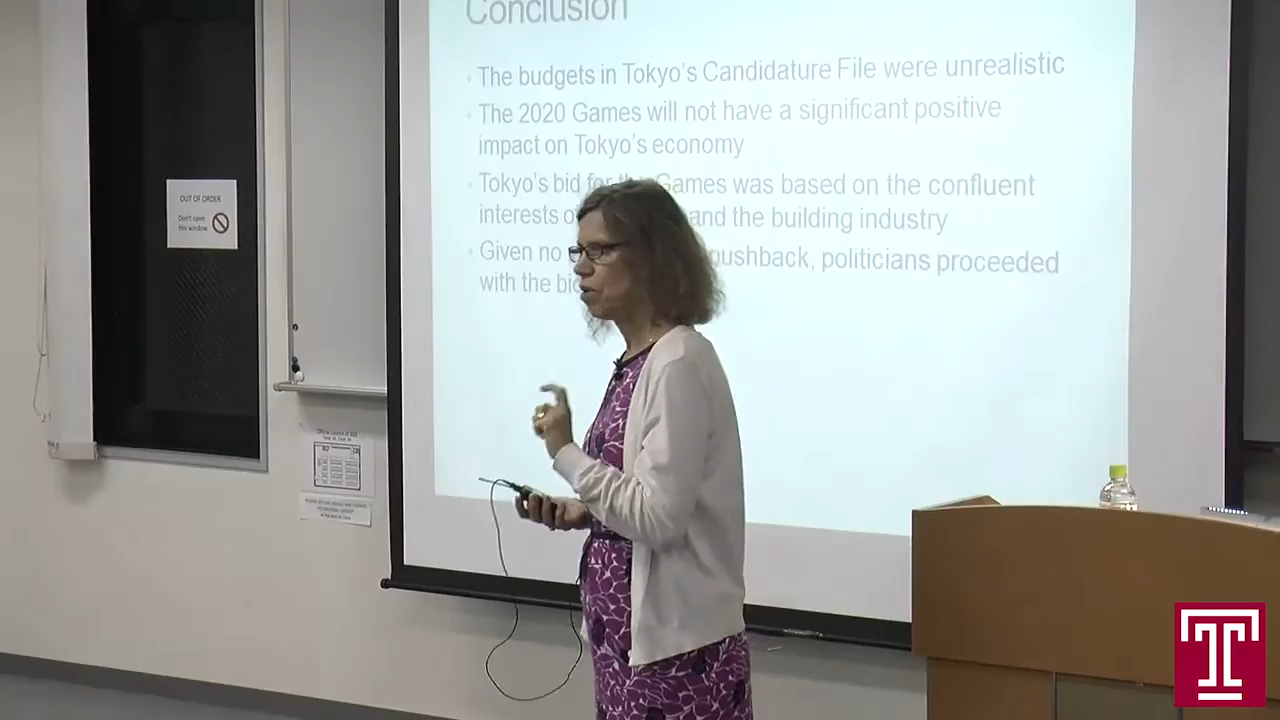 Conclusion
The budgets in Tokyo's Candidature File were unrealistic
The 2020 Games will not have a significant positive
impact on Tokyo's economy
Tokyo's bid for the Games was based on the confluent
interests and the building industry
Given no pushback, politicians proceeded
with the
OUT OF ORDER
Don't open
this window
T